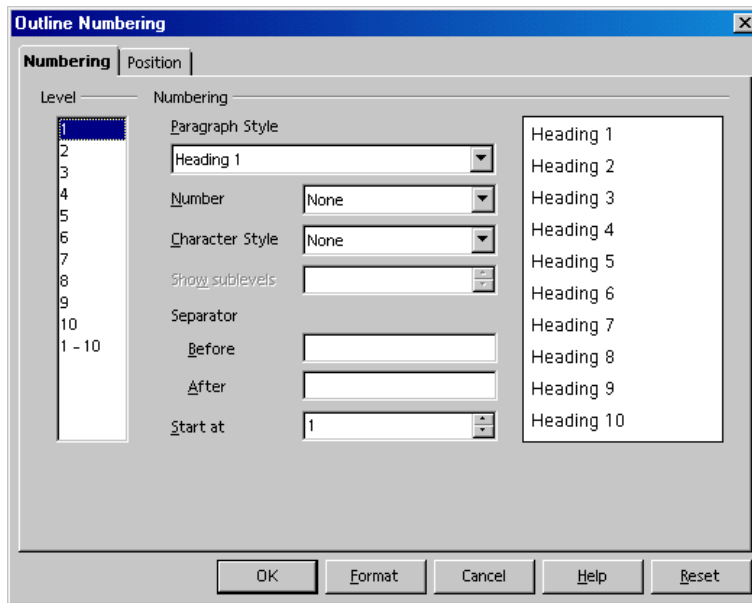 Outline Numbering
Numbering Position
Level
1
2
3
4
5
6
7
8
9
10
1 - 10
Numbering
Paragraph Style
Heading 1
Number None
Character Style None
Show sublevels
Separator
Before
After
Start at 1
Heading 1
Heading 2
Heading 3
Heading 4
Heading 5
Heading 6
Heading 7
Heading 8
Heading 9
Heading 10
OK Format Cancel Help Reset